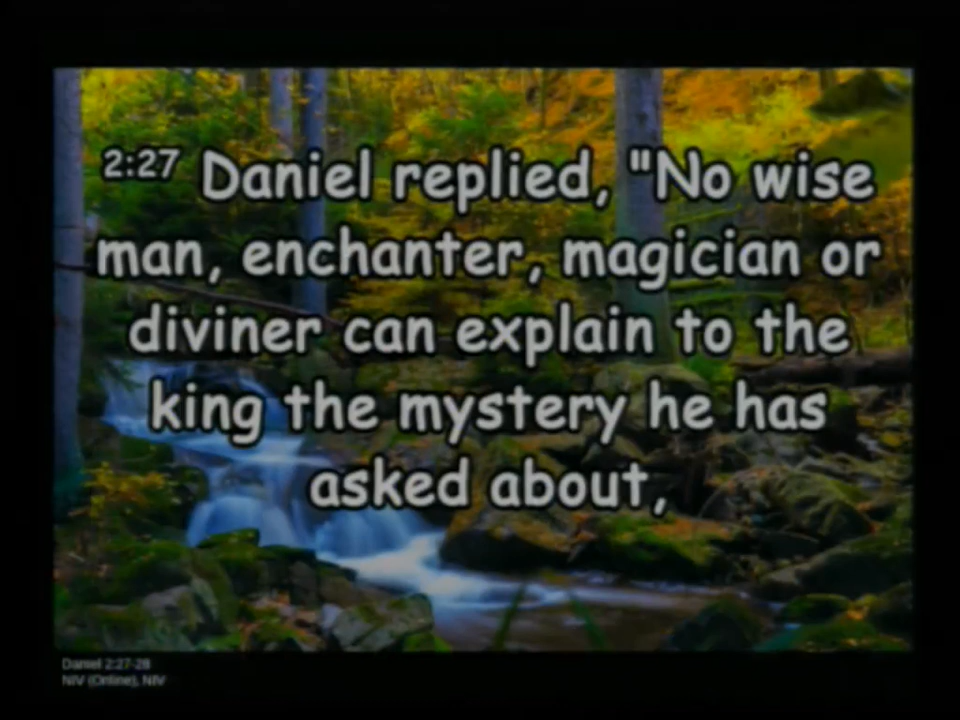 2:27 Daniel replied, "No wise
man, enchanter, magician or
diviner can explain to the
king the mystery he has
asked about,
Daniel 2:27-28
NIV (Online), NIV